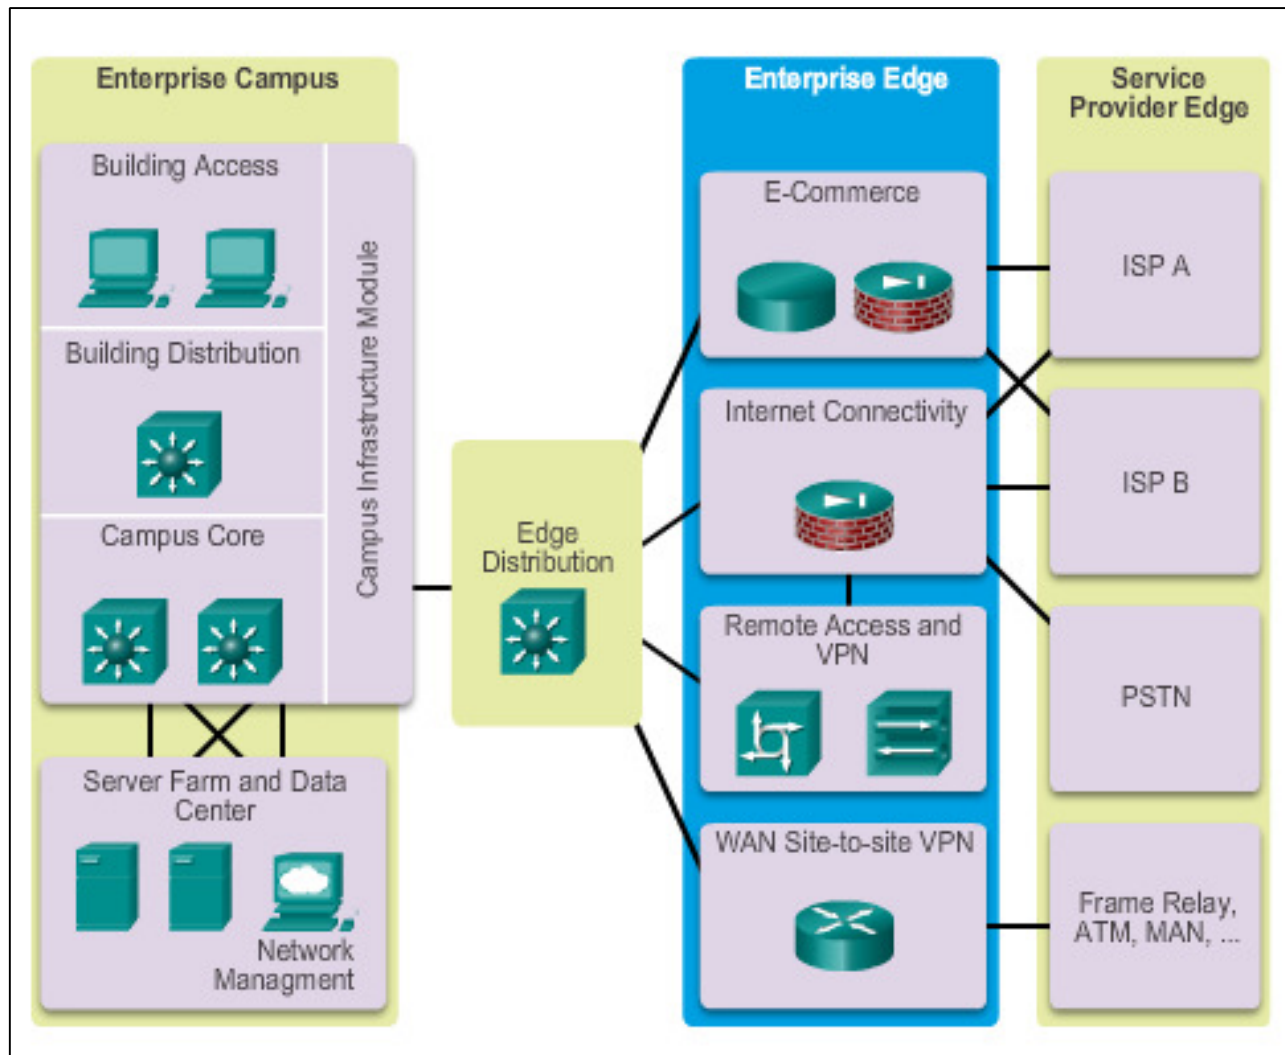 Enterprise Campus
Building Access
Building Distribution
Campus Core
Campus Infrastructure Module
Server Farm and Data
Center
Network
Managment
Edge
Distribution
Enterprise Edge
E-Commerce
Internet Connectivity
Remote Access and
VPN
WAN Site-to-site VPN
Service
Provider Edge
ISP A
ISP B
PSTN
Frame Relay,
ATM, MAN, ...